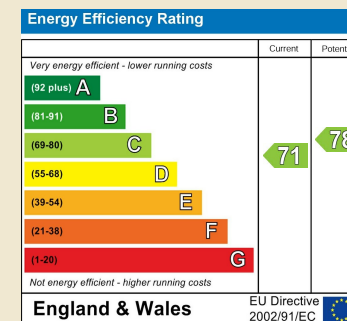 Energy Efficiency Rating
Current
Very energy efficient - lower running costs
(92 plus) A
(81-91) B
(69-80) C
(55-68) D
(39-54) E
(21-38) F
(1-20) G
71
78
Not energy efficient - higher running costs
England & Wales
EU Directive
2002/91/EC